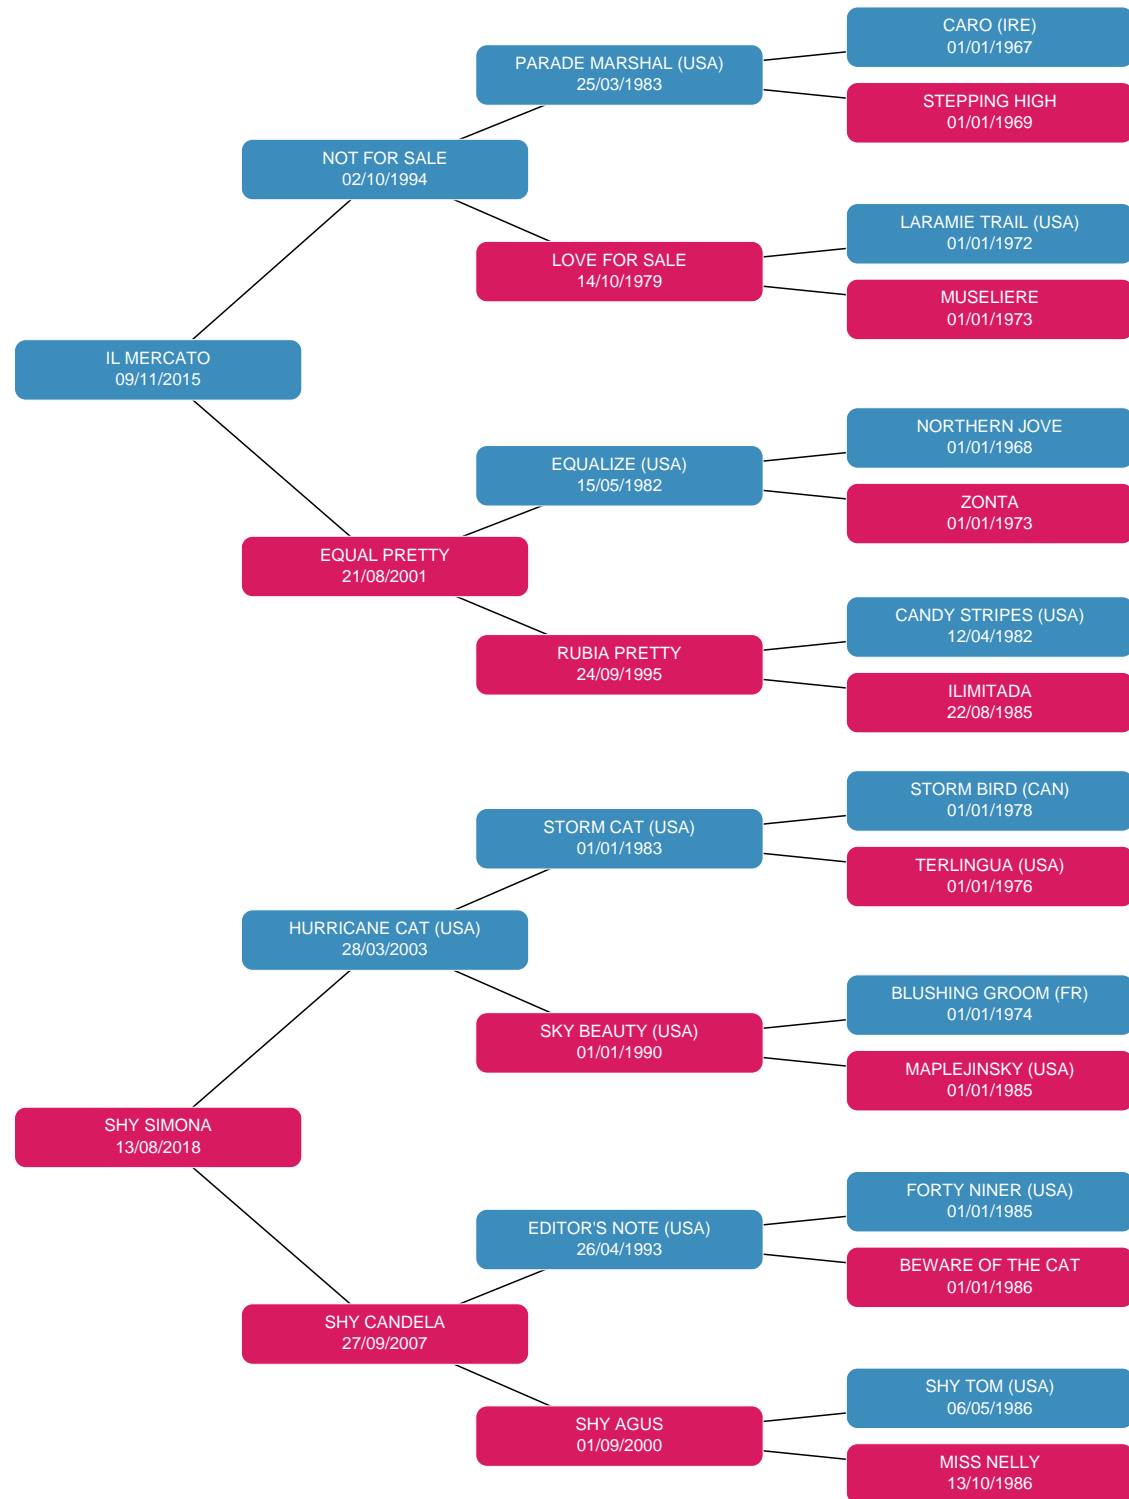 CARO (IRE)
01/01/1967
PARADE MARSHAL (USA)
25/03/1983
STEPPING HIGH
01/01/1969
NOT FOR SALE
02/10/1994
LARAMIE TRAIL (USA)
01/01/1972
LOVE FOR SALE
14/10/1979
MUSELIERE
01/01/1973
IL MERCATO
09/11/2015
NORTHERN JOVE
01/01/1968
EQUALIZE (USA)
15/05/1982
ZONTA
01/01/1973
EQUAL PRETTY
21/08/2001
CANDY STRIPES (USA)
12/04/1982
RUBIA PRETTY
24/09/1995
ILIMITADA
22/08/1985
STORM BIRD (CAN)
01/01/1978
STORM CAT (USA)
01/01/1983
TERLINGUA (USA)
01/01/1976
HURRICANE CAT (USA)
28/03/2003
BLUSHING GROOM (FR)
01/01/1974
SKY BEAUTY (USA)
01/01/1990
MAPLEJINSKY (USA)
01/01/1985
SHY SIMONA
13/08/2018
FORTY NINER (USA)
01/01/1985
EDITOR'S NOTE (USA)
26/04/1993
BEWARE OF THE CAT
01/01/1986
SHY CANDELA
27/09/2007
SHY TOM (USA)
06/05/1986
SHY AGUS
01/09/2000
MISS NELLY
13/10/1986